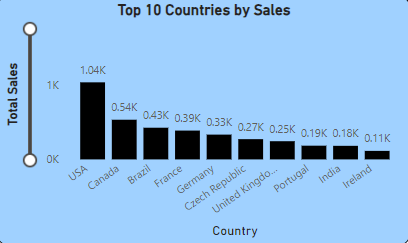 Top 10 Countries by Sales
Total Sales
1K
0K
1.04K
0.54K
0.43K
0.39K
0.33K
0.27K
0.25K
0.19K
0.18K
0.11K
USA
Canada
Brazil
France
Germany
Czech Republic
United Kingdo...
Portugal
India
Ireland
Country